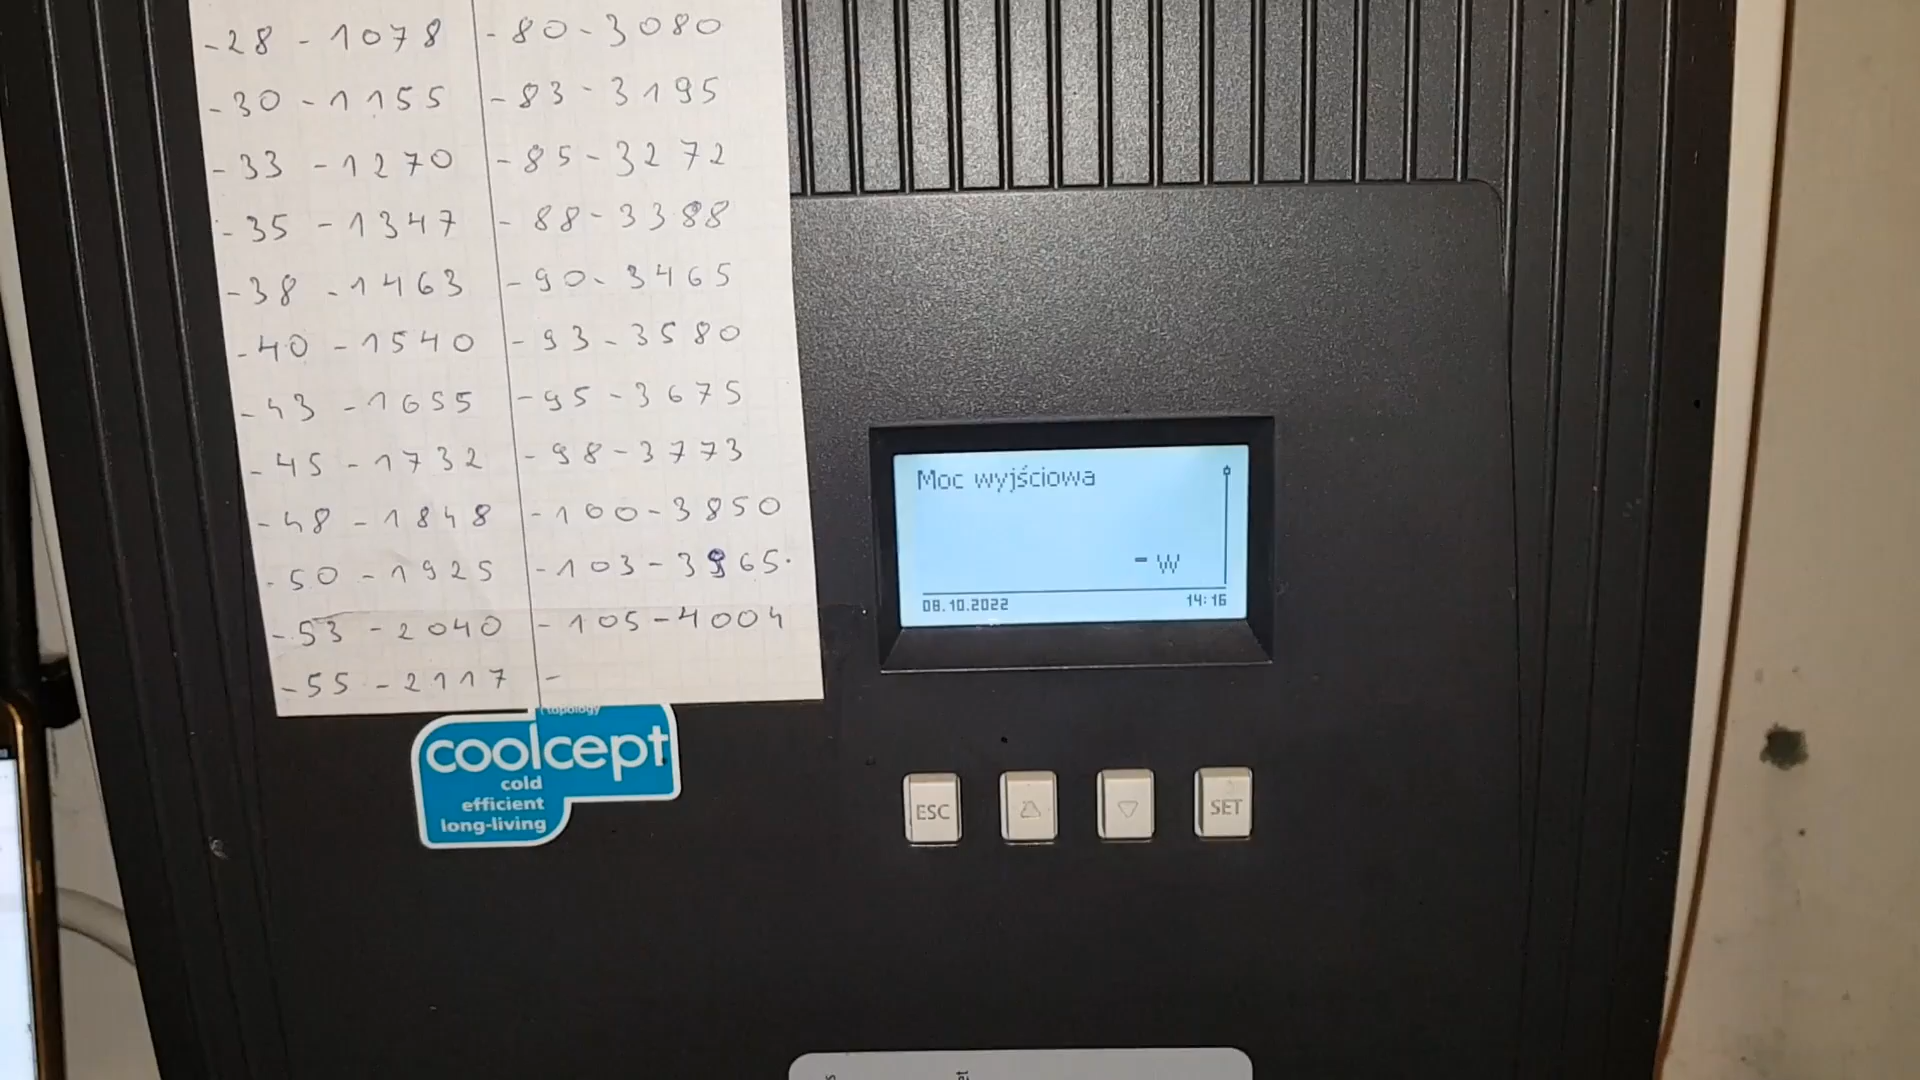 -28 - 1078
-30 - 1155
-33 - 1270
-35 - 1347
-38 - 1463
-40 - 1540
-43 - 1655
-45 - 1732
-48 - 1848
-50 - 1925
-53 - 2040
-55 - 2117
-80 - 3080
-83 - 3195
-85 - 3272
-88 - 3388
-90 - 3465
-93 - 3580
-95 - 3675
-98 - 3773
-100 - 3850
-103 - 3965.
-105 - 4004
-
Moc wyjściowa
- W
08.10.2022 14:16
topology
coolcept
cold
efficient
long-living
ESC SET